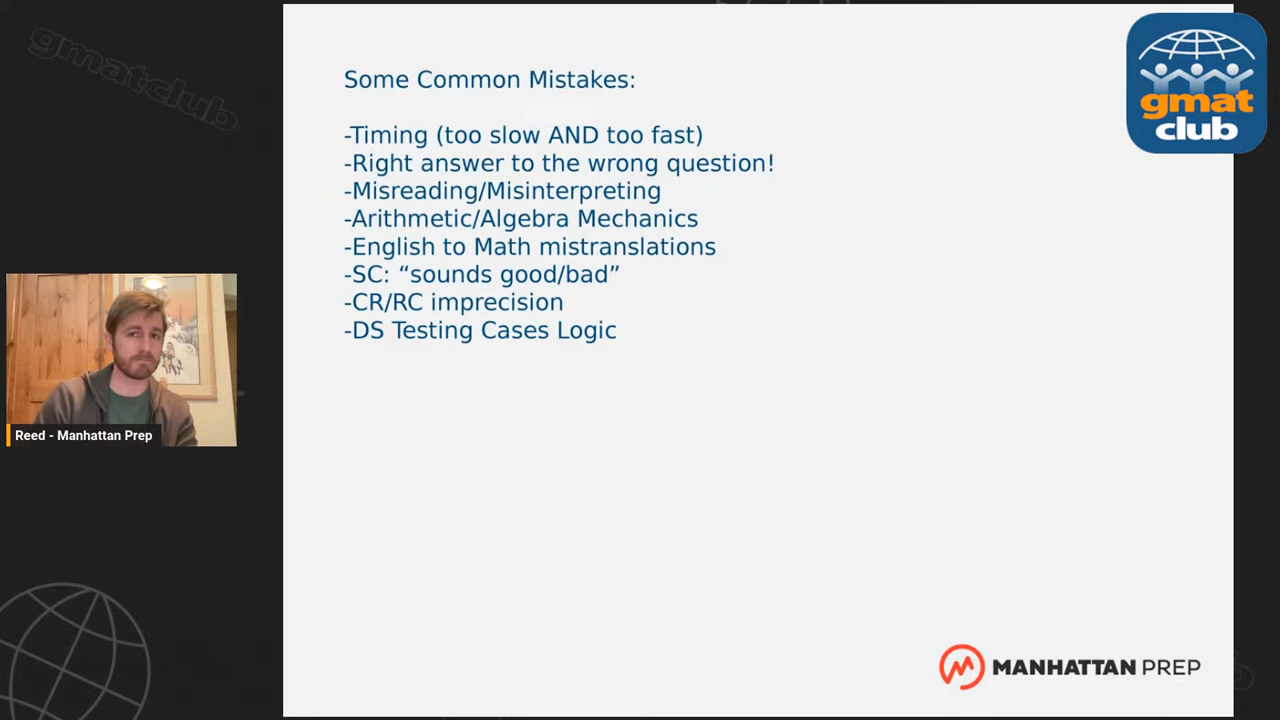 gmatclub
Some Common Mistakes:
-Timing (too slow AND too fast)
-Right answer to the wrong question!
-Misreading/Misinterpreting
-Arithmetic/Algebra Mechanics
-English to Math mistranslations
-SC: “sounds good/bad”
-CR/RC imprecision
-DS Testing Cases Logic
gmat
club
Reed - Manhattan Prep
MANHATTAN PREP